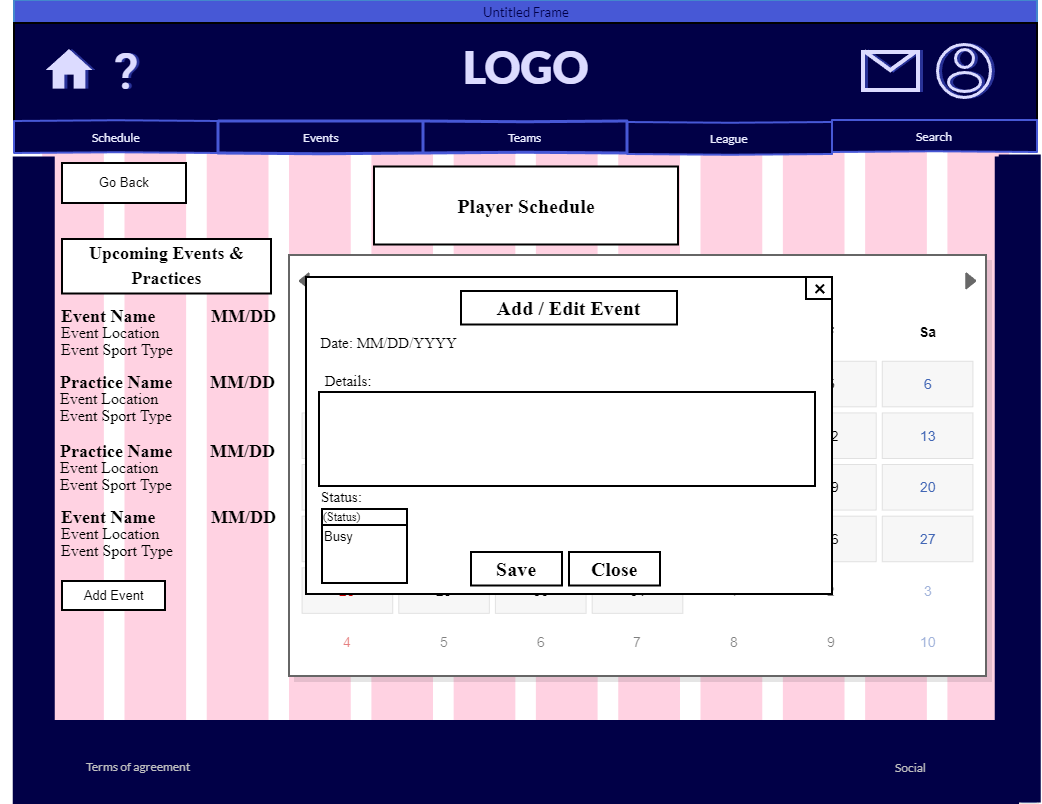 Untitled Frame
?
LOGO
Schedule
Events
Teams
League
Search
Go Back
Player Schedule
Upcoming Events &
Practices
Event Name MM/DD
Event Location
Event Sport Type
Practice Name MM/DD
Event Location
Event Sport Type
Practice Name MM/DD
Event Location
Event Sport Type
Event Name MM/DD
Event Location
Event Sport Type
Add Event
Add / Edit Event
Date: MM/DD/YYYY
Details:
Status:
(Status)
Busy
Save
Close
Sa
6
13
20
27
3
4 5 6 7 8 9 10
Terms of agreement
Social